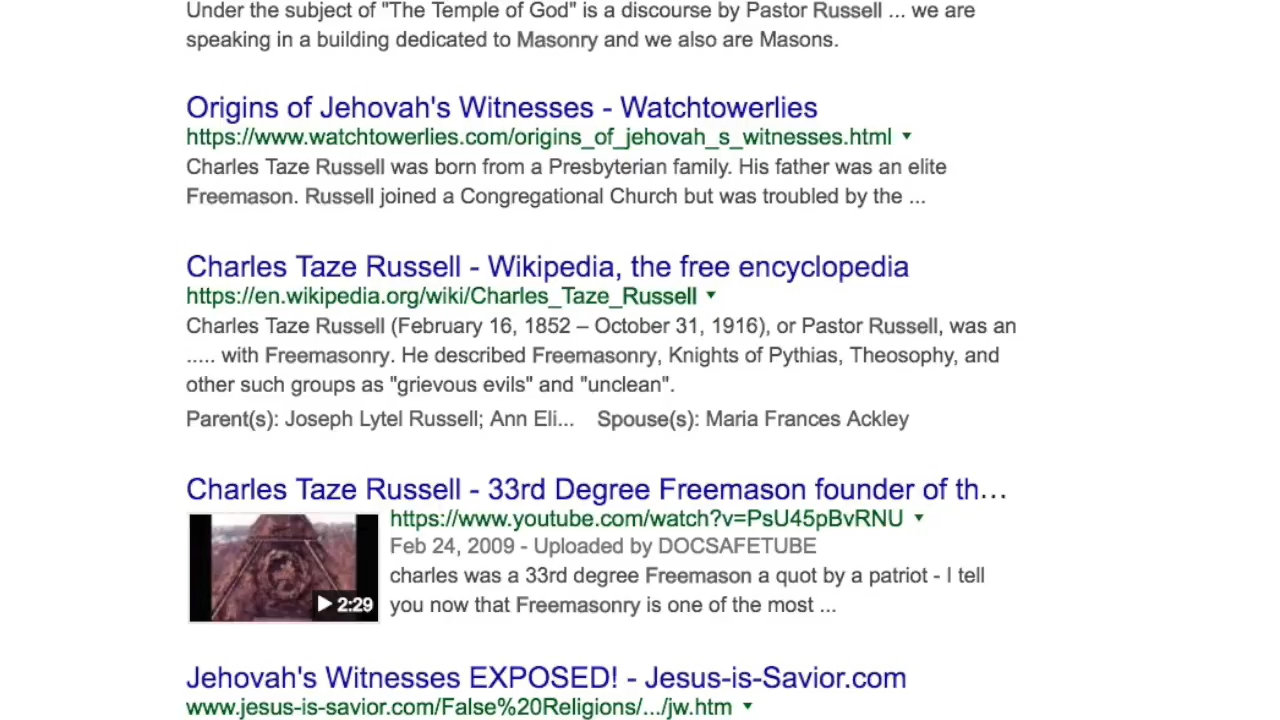 Under the subject of "The Temple of God" is a discourse by Pastor Russell ... we are
speaking in a building dedicated to Masonry and we also are Masons.
Origins of Jehovah's Witnesses - Watchtowerlies
https://www.watchtowerlies.com/origins_of_jehovah_s_witnesses.html
Charles Taze Russell was born from a Presbyterian family. His father was an elite
Freemason. Russell joined a Congregational Church but was troubled by the ...
Charles Taze Russell - Wikipedia, the free encyclopedia
https://en.wikipedia.org/wiki/Charles_Taze_Russell
Charles Taze Russell (February 16, 1852 – October 31, 1916), or Pastor Russell, was an
..... with Freemasonry. He described Freemasonry, Knights of Pythias, Theosophy, and
other such groups as "grievous evils" and "unclean".
Parent(s): Joseph Lytel Russell; Ann Eli... Spouse(s): Maria Frances Ackley
Charles Taze Russell - 33rd Degree Freemason founder of th...
https://www.youtube.com/watch?v=PsU45pBvRNU
Feb 24, 2009 - Uploaded by DOCSAFETUBE
charles was a 33rd degree Freemason a quot by a patriot - I tell
you now that Freemasonry is one of the most ...
2:29
Jehovah's Witnesses EXPOSED! - Jesus-is-Savior.com
www.jesus-is-savior.com/False%20Religions/.../jw.htm